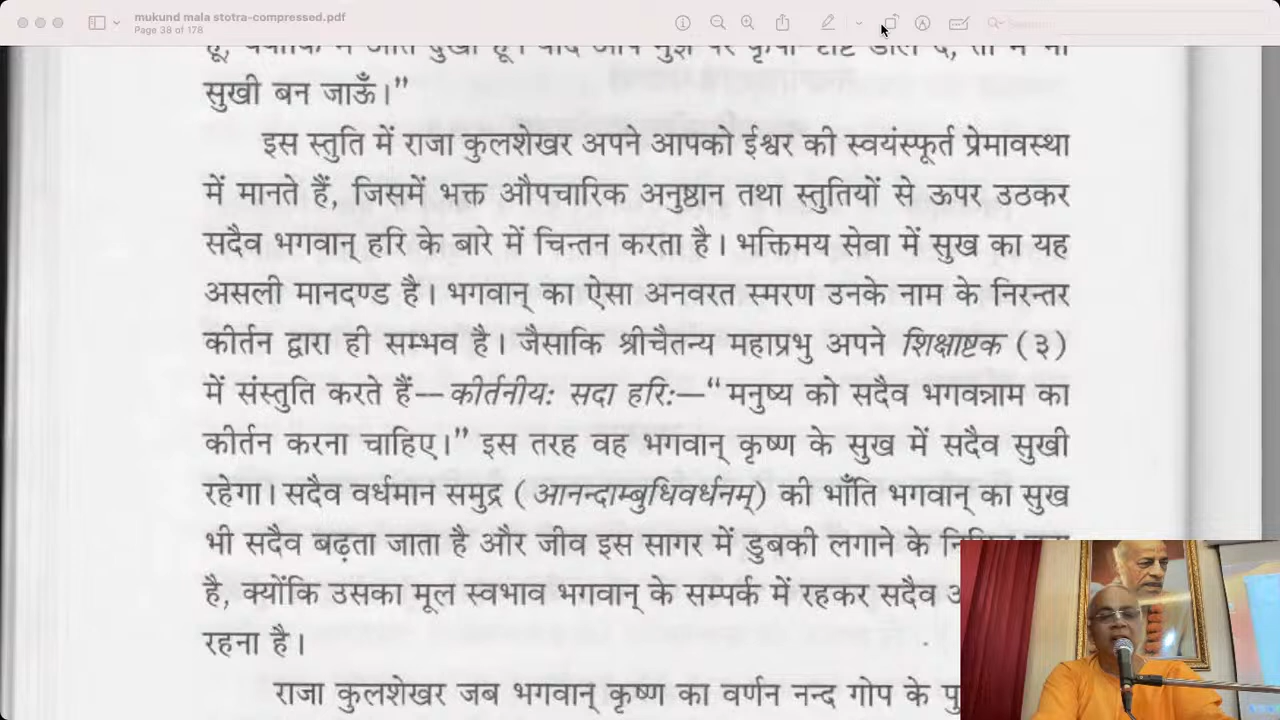 mukund mala stotra-compressed.pdf
Page 38 of 178
सुखी बन जाऊँ।”
इस स्तुति में राजा कुलशेखर अपने आपको ईश्वर की स्वयंस्फूर्त प्रेमावस्था
में मानते हैं, जिसमें भक्त औपचारिक अनुष्ठान तथा स्तुतियों से ऊपर उठकर
सदैव भगवान् हरि के बारे में चिन्तन करता है। भक्तिमय सेवा में सुख का यह
असली मानदण्ड है। भगवान् का ऐसा अनवरत स्मरण उनके नाम के निरन्तर
कीर्तन द्वारा ही सम्भव है। जैसाकि श्रीचैतन्य महाप्रभु अपने शिक्षाष्टक (३)
में संस्तुति करते हैं—कीर्तनीयः सदा हरिः—“मनुष्य को सदैव भगवन्नाम का
कीर्तन करना चाहिए।” इस तरह वह भगवान् कृष्ण के सुख में सदैव सुखी
रहेगा। सदैव वर्धमान समुद्र (आनन्दाम्बुधिवर्धनम्) की भाँति भगवान् का सुख
भी सदैव बढ़ता जाता है और जीव इस सागर में डुबकी लगाने के
है, क्योंकि उसका मूल स्वभाव भगवान् के सम्पर्क में रहकर सदैव
रहना है।
राजा कुलशेखर जब भगवान् कृष्ण का वर्णन नन्द गोप के